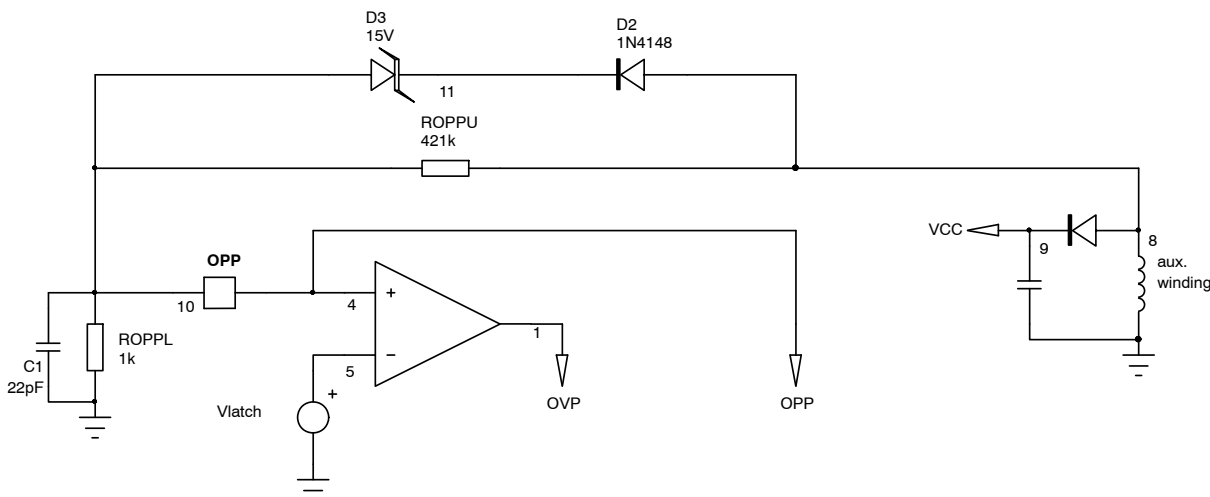 D3
15V
D2
1N4148
11
ROPPU
421k
VCC
9
8
aux.
winding
OPP
10
4
+
ROPPL
1k
C1
22pF
1
−
5
+
Vlatch
OVP
OPP